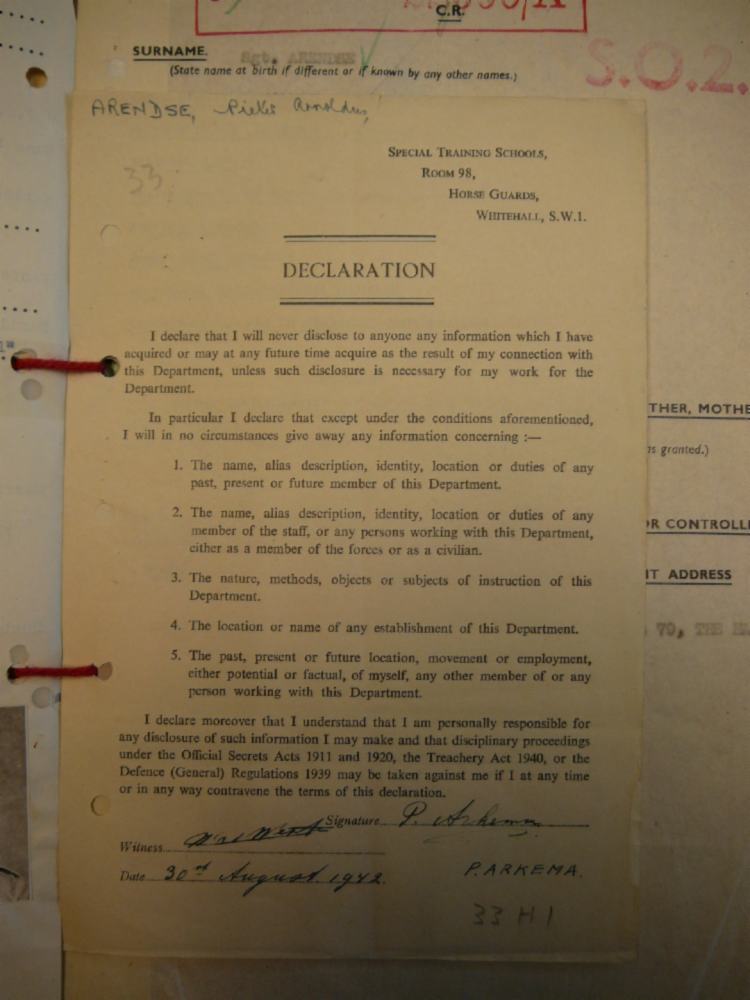 C.R.
SURNAME.
Sgt. ARENDSE
(State name at birth if different or if known by any other names.)
S.O.2.
ARENDSE, Pieter Arnoldus,
33
SPECIAL TRAINING SCHOOLS,
ROOM 98,
HORSE GUARDS,
WHITEHALL, S.W.1.
DECLARATION
I declare that I will never disclose to anyone any information which I have
acquired or may at any future time acquire as the result of my connection with
this Department, unless such disclosure is necessary for my work for the
Department.
In particular I declare that except under the conditions aforementioned,
I will in no circumstances give away any information concerning :—
1. The name, alias description, identity, location or duties of any
past, present or future member of this Department.
2. The name, alias description, identity, location or duties of any
member of the staff, or any persons working with this Department,
either as a member of the forces or as a civilian.
3. The nature, methods, objects or subjects of instruction of this
Department.
4. The location or name of any establishment of this Department.
5. The past, present or future location, movement or employment,
either potential or factual, of myself, any other member of or any
person working with this Department.
I declare moreover that I understand that I am personally responsible for
any disclosure of such information I may make and that disciplinary proceedings
under the Official Secrets Acts 1911 and 1920, the Treachery Act 1940, or the
Defence (General) Regulations 1939 may be taken against me if I at any time
or in any way contravene the terms of this declaration.
Signature P. Arkema
Witness
Date 30th August 1942.
P. ARKEMA.
33 H 1
THER, MOTHE
as granted.)
OR CONTROLL
NT ADDRESS
70, THE